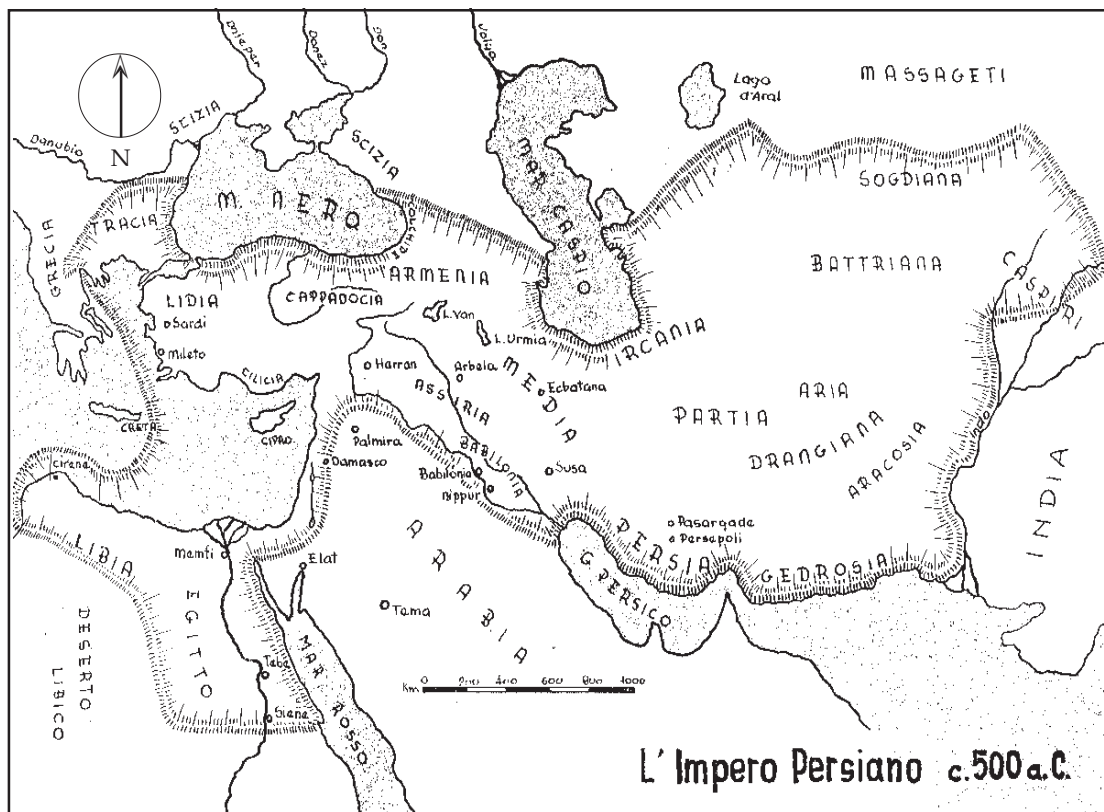 Dnieper
Donez
Don
Volga
Lago
d'Aral
MASSAGETI
N
SCIZIA
Danubio
SCIZIA
MAR CASPIO
SOGDIANA
M. NERO
TRACIA
GRECIA
COLCHIDE
ARMENIA
BATTRIANA
CASPI
LIDIA
CAPPADOCIA
Sardi
L. Van
L. Urmia
IRCANIA
Mileto
Harran
Arbela
MEDIA
Ecbatana
CILICIA
ASSIRIA
ARIA
PARTIA
CRETA
CIPRO
Palmira
BABILONIA
DRANGIANA
ARACOSIA
Indo
Cirene
Damasco
Babilonia
Susa
Nippur
INDIA
Pasargade
Persepoli
PERSIA
LIBIA
Memfi
Elat
GEDROSIA
ARABIA
G. PERSICO
EGITTO
Tema
DESERTO
LIBICO
MAR ROSSO
Tebe
Siene
Km 0 200 400 600 800 1000
L'Impero Persiano c.500 a.C.